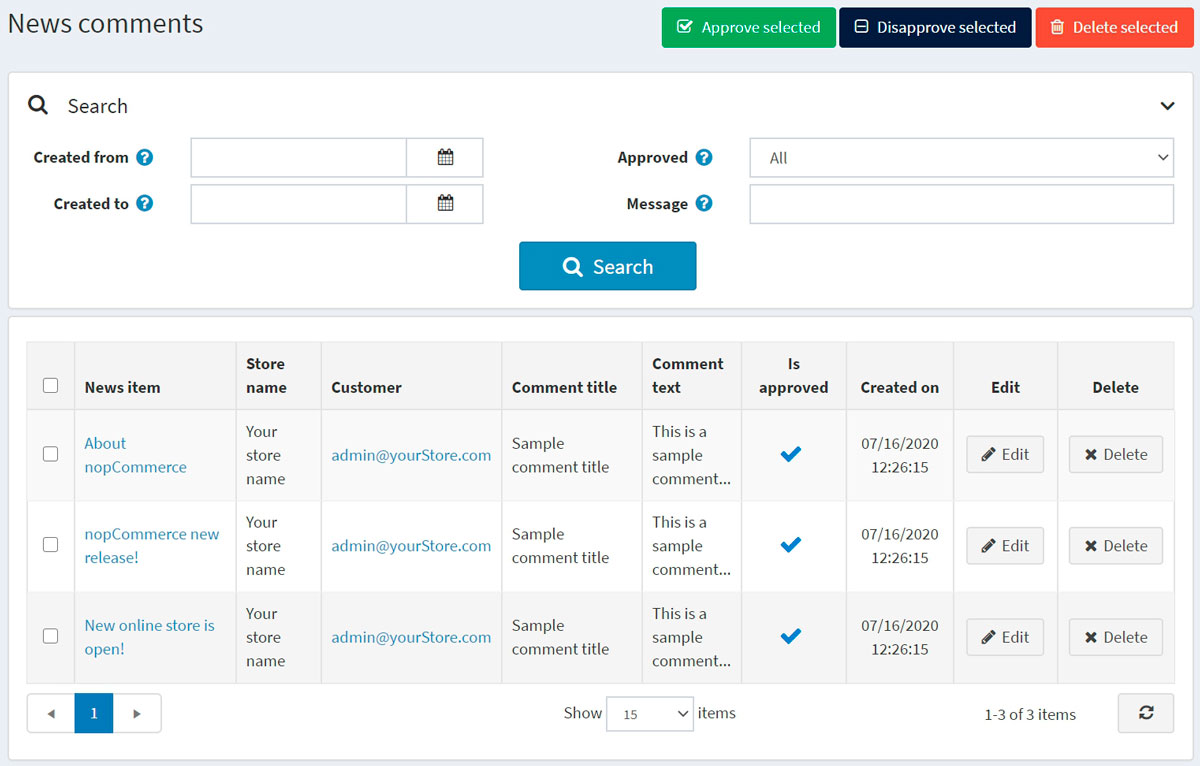 News comments
Approve selected
Disapprove selected
Delete selected
Search
Created from
Approved
All
Created to
Message
Search
News item
Store
name
Customer
Comment title
Comment
text
Is
approved
Created on
Edit
Delete
About
nopCommerce
Your
store
name
admin@yourStore.com
Sample
comment title
This is a
sample
comment...
07/16/2020
12:26:15
Edit
Delete
nopCommerce new
release!
Your
store
name
admin@yourStore.com
Sample
comment title
This is a
sample
comment...
07/16/2020
12:26:15
Edit
Delete
New online store is
open!
Your
store
name
admin@yourStore.com
Sample
comment title
This is a
sample
comment...
07/16/2020
12:26:15
Edit
Delete
1
Show 15 items
1-3 of 3 items